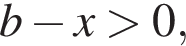 b − x > 0,